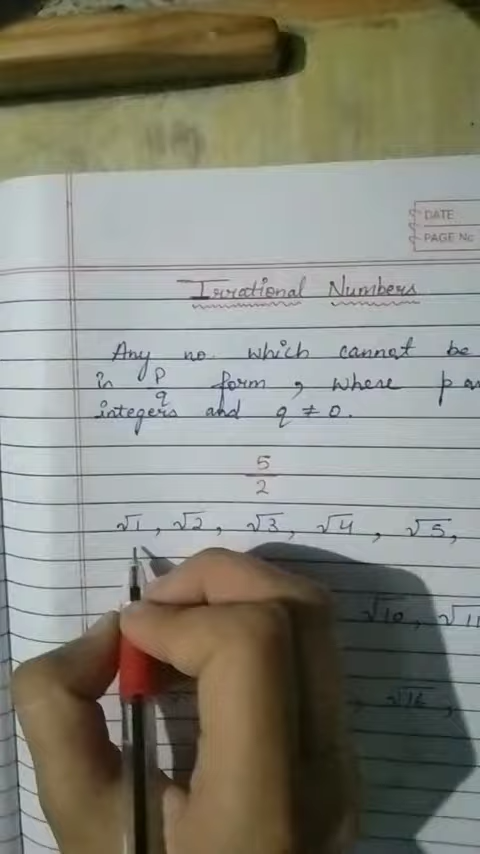 DATE
PAGE No
Irrational Numbers
Any no. which cannot be
in p/q form, where p
integers and q ≠ 0.
5/2
√1, √2, √3, √4, √5,
√10, √11
√16,